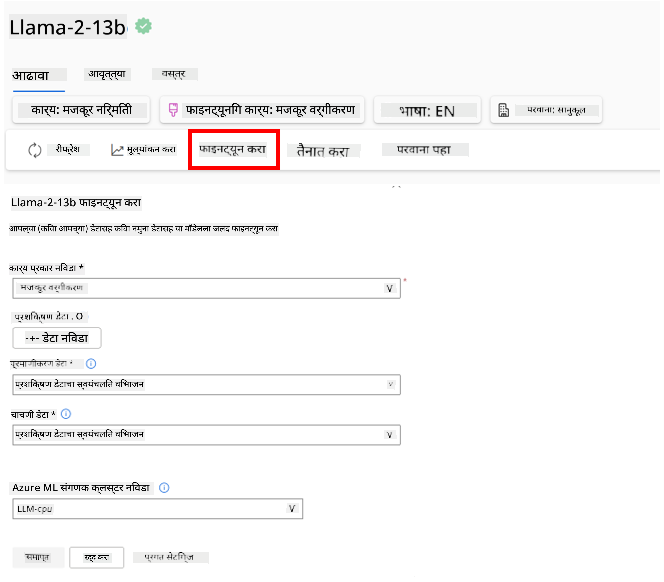 Llama-2-13b
आढावा आवृत्त्या वस्तर
कार्य: मजकूर निर्मिती फाइनट्यूनिंग कार्य: मजकूर वर्गीकरण भाषा: EN परवाना: सानुकूल
रीफ्रेश मूल्यांकन करा फाइनट्यून करा तैनात करा परवाना पहा
Llama-2-13b फाइनट्यून करा
आपल्या (किंवा आमच्या) डेटासह किंवा नमुना डेटासह या मॉडेलला जलद फाइनट्यून करा
कार्य प्रकार निवडा *
मजकूर वर्गीकरण V
प्रशिक्षण डेटा . O
-+- डेटा निवडा
प्रमाणीकरण डेटा *
प्रशिक्षण डेटाचा स्वयंचलित विभाजन v
चाचणी डेटा *
प्रशिक्षण डेटाचा स्वयंचलित विभाजन V
Azure ML संगणक क्लस्टर निवडा
LLM-cpu V
समाप्त रद्द करा प्रगत सेटिंग्ज